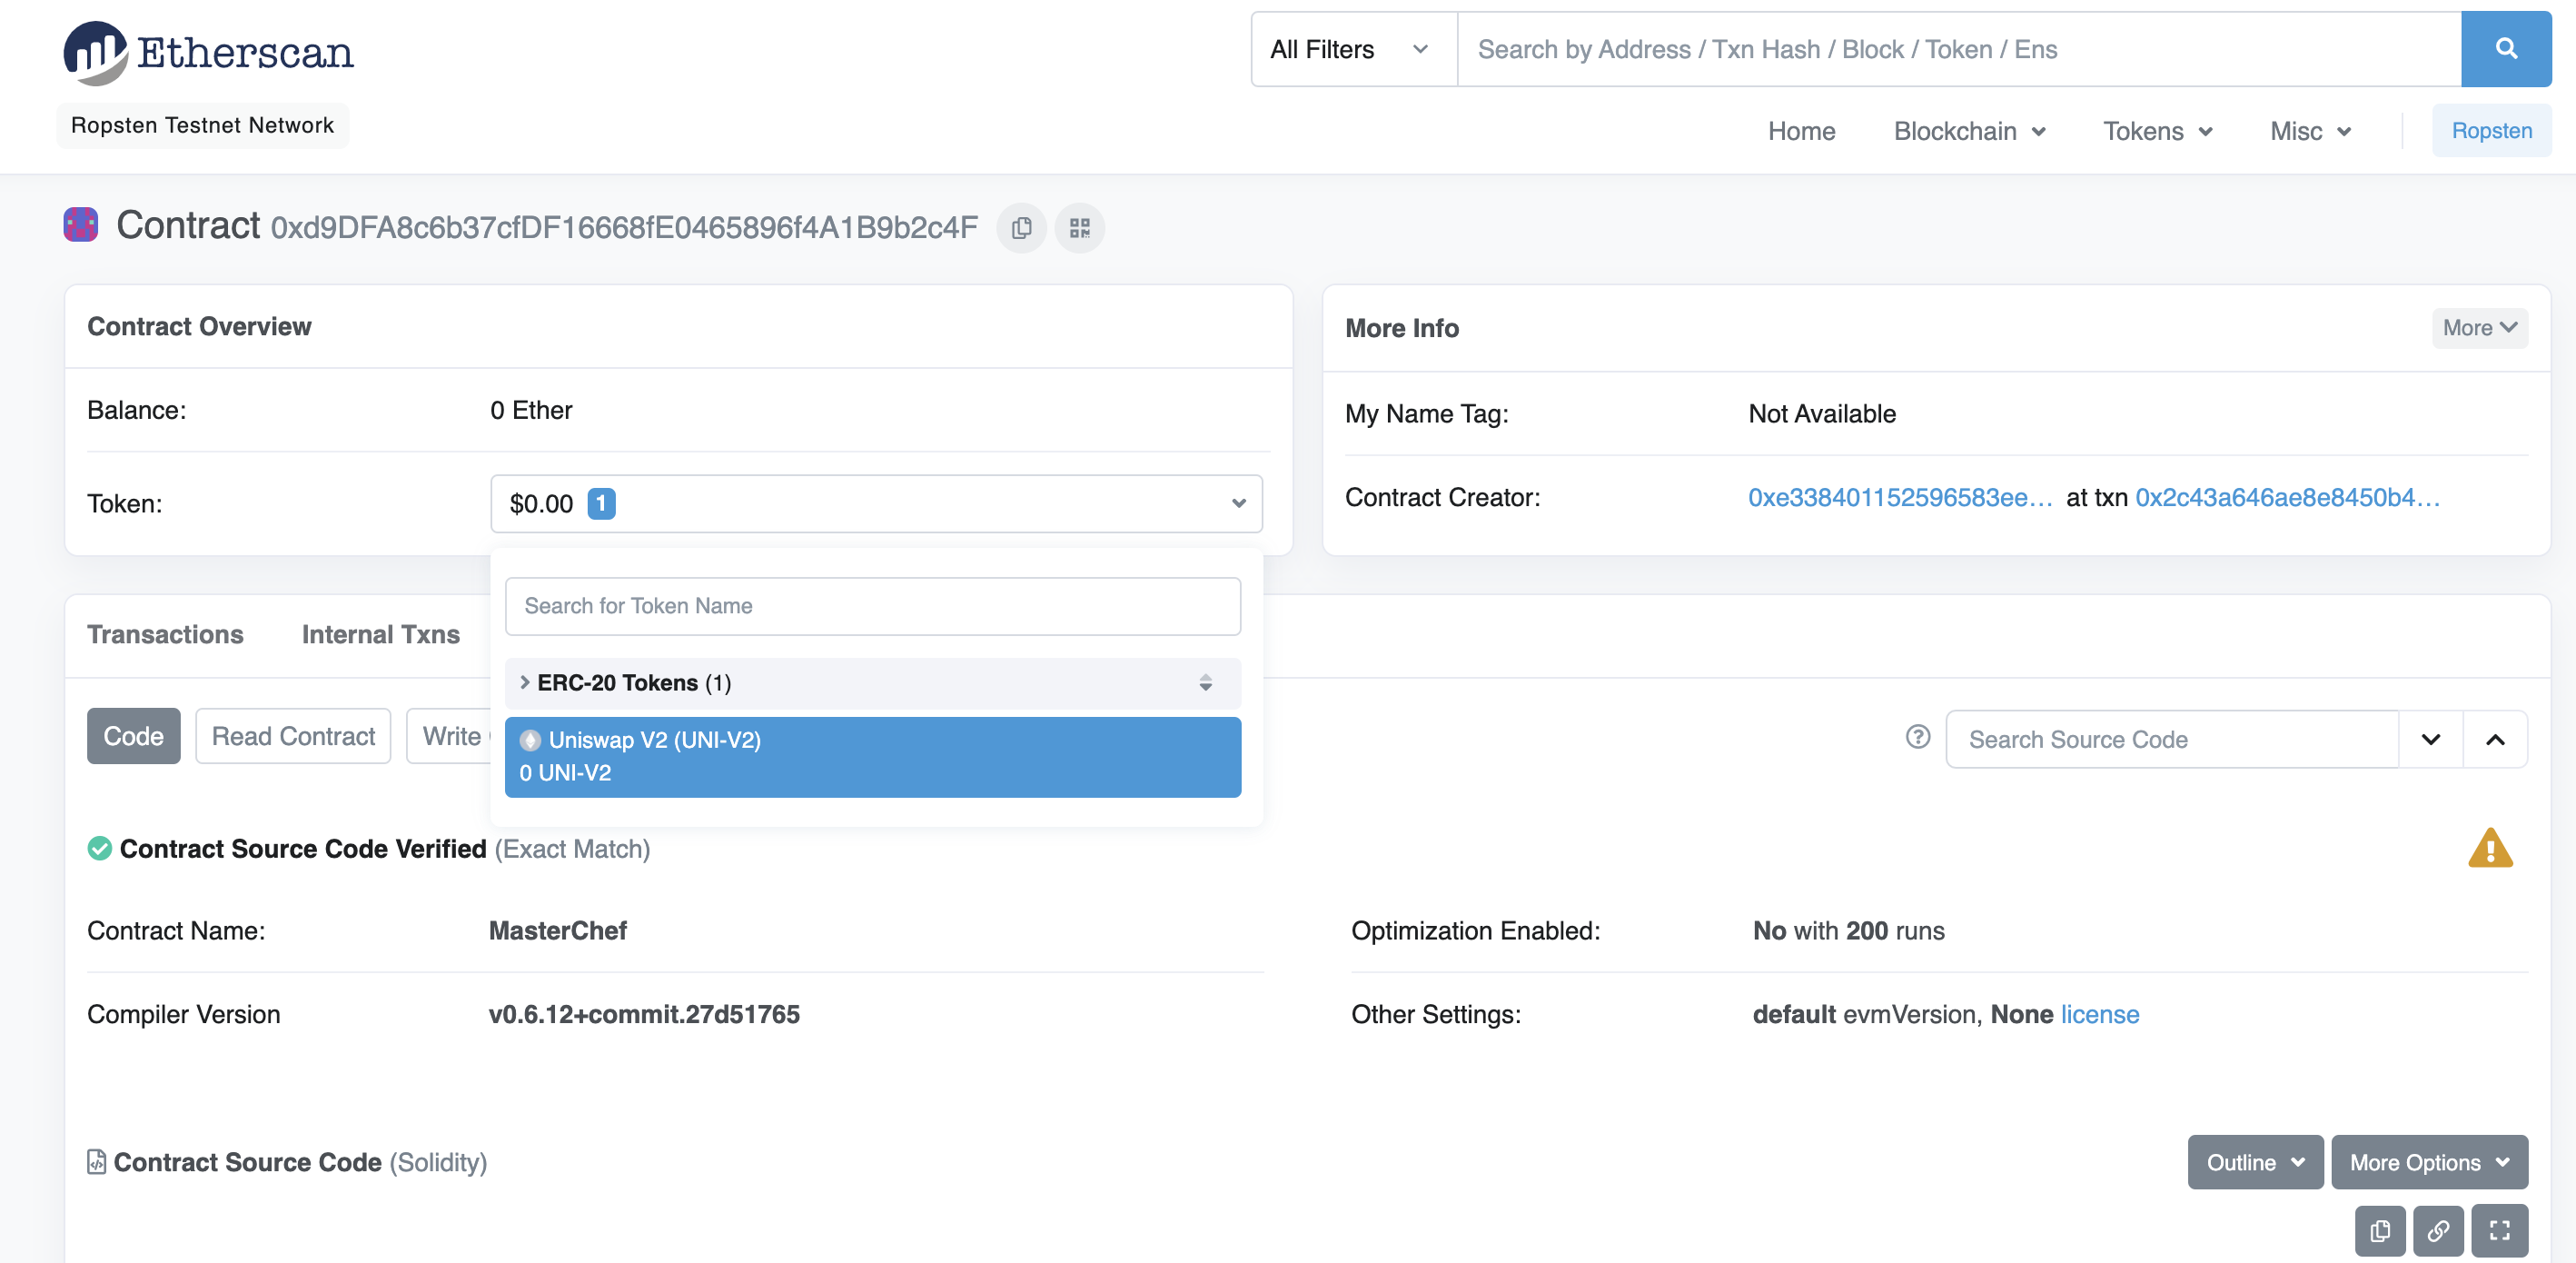 Etherscan
All Filters
Search by Address / Txn Hash / Block / Token / Ens
Ropsten Testnet Network
Home
Blockchain
Tokens
Misc
Ropsten
Contract 0xd9DFA8c6b37cfDF16668fE0465896f4A1B9b2c4F
Contract Overview
Balance:
0 Ether
Token:
$0.00 1
Search for Token Name
ERC-20 Tokens (1)
Uniswap V2 (UNI-V2)
0 UNI-V2
More Info
More
My Name Tag:
Not Available
Contract Creator:
0xe338401152596583ee... at txn 0x2c43a646ae8e8450b4...
Transactions
Internal Txns
Code
Read Contract
Write
Search Source Code
Contract Source Code Verified (Exact Match)
Contract Name:
MasterChef
Optimization Enabled:
No with 200 runs
Compiler Version
v0.6.12+commit.27d51765
Other Settings:
default evmVersion, None license
Contract Source Code (Solidity)
Outline
More Options